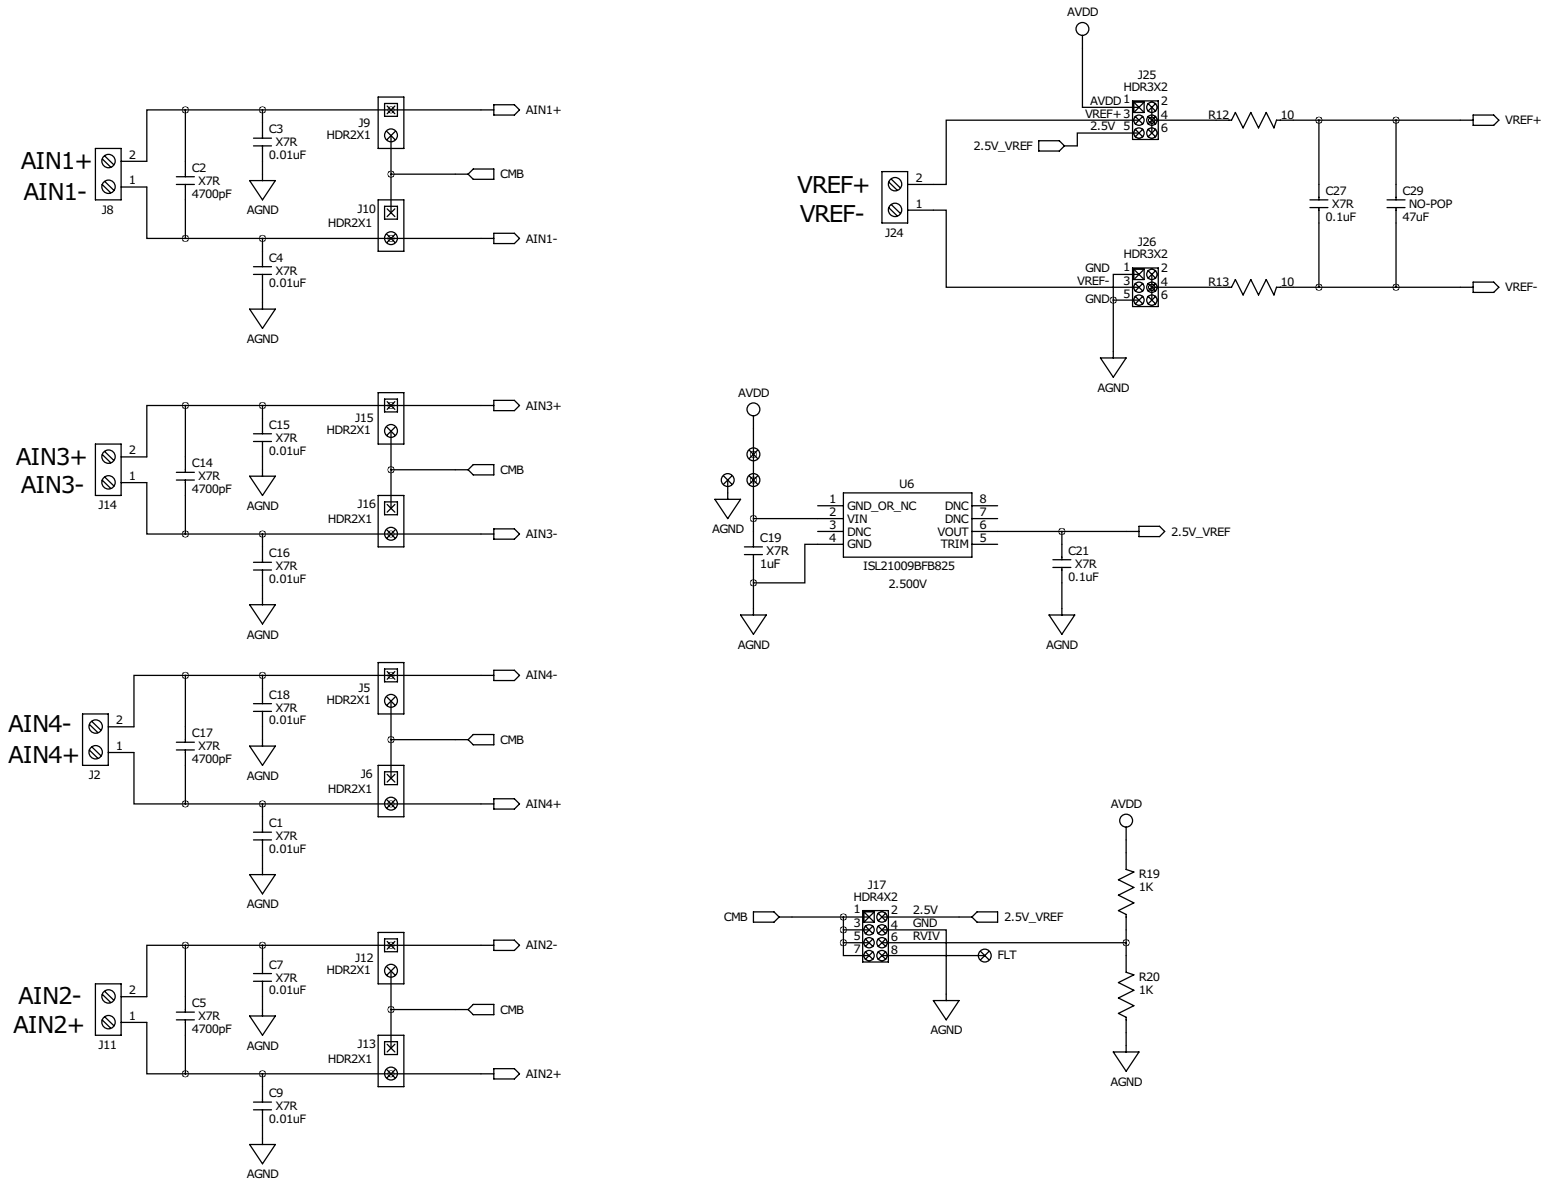 AIN1+
AIN1-
2
1
J8
C2
X7R
4700pF
C3
X7R
0.01uF
AGND
C4
X7R
0.01uF
AGND
J9
HDR2X1
J10
HDR2X1
AIN1+
CMB
AIN1-
AIN3+
AIN3-
2
1
J14
C14
X7R
4700pF
C15
X7R
0.01uF
AGND
C16
X7R
0.01uF
AGND
J15
HDR2X1
J16
HDR2X1
AIN3+
CMB
AIN3-
AIN4-
AIN4+
2
1
J2
C17
X7R
4700pF
C18
X7R
0.01uF
AGND
C1
X7R
0.01uF
AGND
J5
HDR2X1
J6
HDR2X1
AIN4-
CMB
AIN4+
AIN2-
AIN2+
2
1
J11
C5
X7R
4700pF
C7
X7R
0.01uF
AGND
C9
X7R
0.01uF
AGND
J12
HDR2X1
J13
HDR2X1
AIN2-
CMB
AIN2+
AVDD
J25
HDR3X2
AVDD 1 2
VREF+ 3 4
2.5V 5 6
2.5V_VREF
R12 10
VREF+
VREF+
VREF-
2
1
J24
C27
X7R
0.1uF
C29
NO-POP
47uF
J26
HDR3X2
GND 1 2
VREF- 3 4
GND 5 6
R13 10
VREF-
AGND
AVDD
AGND
C19
X7R
1uF
AGND
U6
1 GND_OR_NC DNC 8
2 VIN DNC 7
3 DNC VOUT 6
4 GND TRIM 5
ISL21009BFB825
2.500V
2.5V_VREF
C21
X7R
0.1uF
AGND
AVDD
R19
1K
R20
1K
AGND
J17
HDR4X2
CMB
1 2 2.5V
3 4 GND
5 6 RVIV
7 8
2.5V_VREF
FLT
AGND